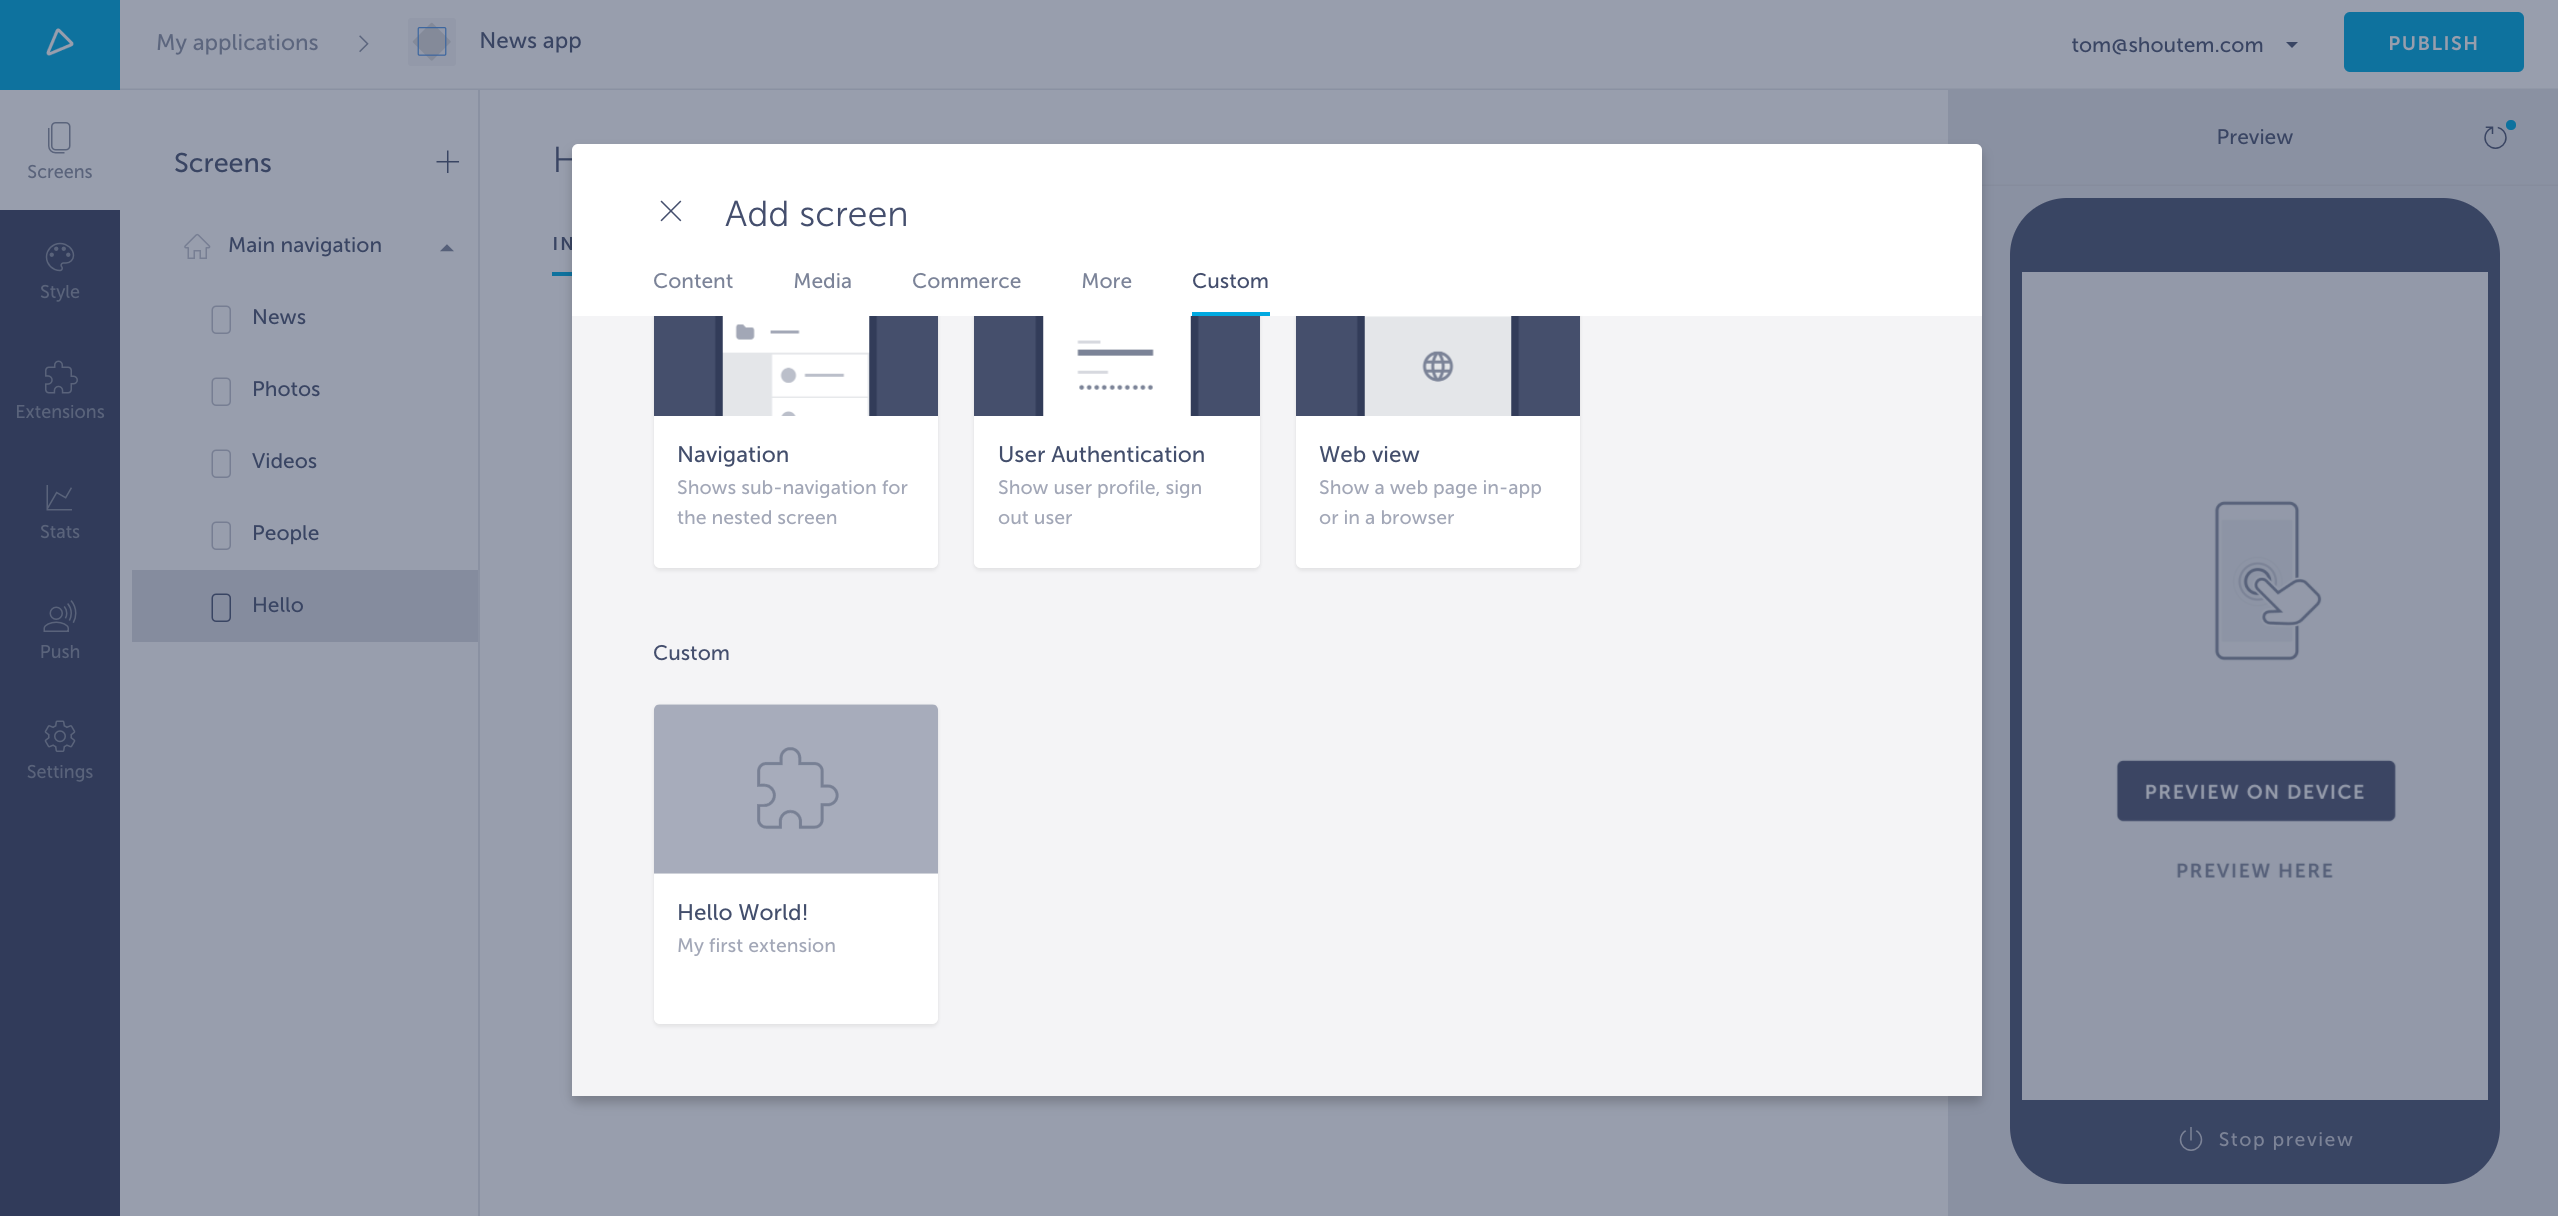 My applications
News app
tom@shoutem.com
PUBLISH
Screens
Style
Extensions
Stats
Push
Settings
Screens
Main navigation
News
Photos
Videos
People
Hello
H
IN
Add screen
Content
Media
Commerce
More
Custom
Navigation
Shows sub-navigation for
the nested screen
User Authentication
Show user profile, sign
out user
Web view
Show a web page in-app
or in a browser
Custom
Hello World!
My first extension
Preview
PREVIEW ON DEVICE
PREVIEW HERE
Stop preview